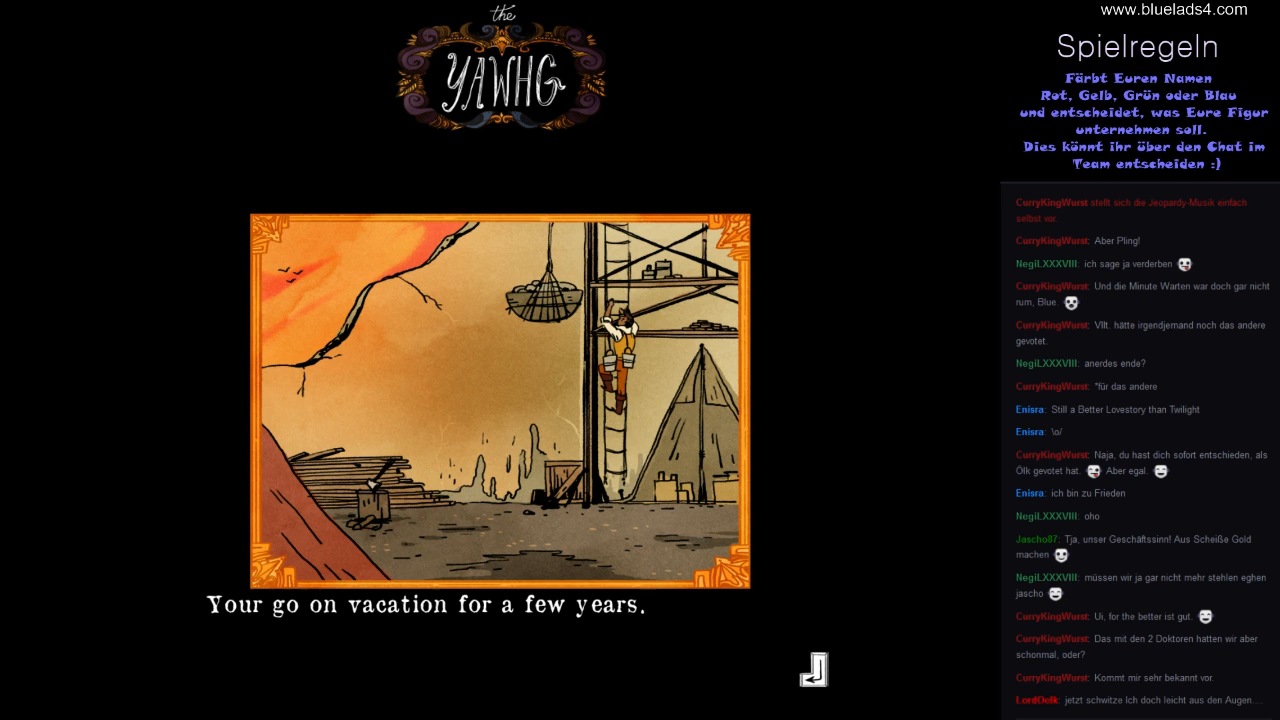 www.bluelads4.com
the
YAWHG
Spielregeln
Färbt Euren Namen
Rot, Gelb, Grün oder Blau
und entscheidet, was Eure Figur
unternehmen soll.
Dies könnt ihr über den Chat im
Team entscheiden :)
CurryKingWurst stellt sich die Jeopardy-Musik einfach
selbst vor.
CurryKingWurst: Aber Pling!
NegiLXXXVIII: ich sage ja verderben
CurryKingWurst: Und die Minute Warten war doch gar nicht
rum, Blue.
CurryKingWurst: Vllt. hätte irgendjemand noch das andere
gevotet.
NegiLXXXVIII: anerdes ende?
CurryKingWurst: *für das andere
Enisra: Still a Better Lovestory than Twilight
Enisra: \o/
CurryKingWurst: Naja, du hast dich sofort entschieden, als
Ölk gevotet hat. Aber egal.
Enisra: ich bin zu Frieden
NegiLXXXVIII: oho
Jascho87: Tja, unser Geschäftssinn! Aus Scheiße Gold
machen
NegiLXXXVIII: müssen wir ja gar nicht mehr stehlen eghen
jascho
CurryKingWurst: Ui, for the better ist gut.
CurryKingWurst: Das mit den 2 Doktoren hatten wir aber
schonmal, oder?
CurryKingWurst: Kommt mir sehr bekannt vor.
LordDelk: jetzt schwitze Ich doch leicht aus den Augen....
Your go on vacation for a few years.